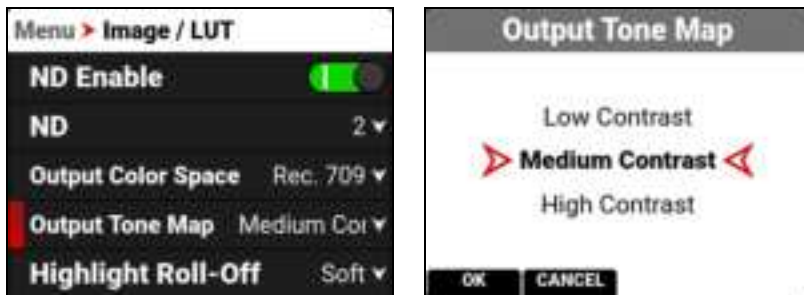 Menu > Image / LUT
ND Enable
ND 2
Output Color Space Rec. 709
Output Tone Map Medium Cor
Highlight Roll-Off Soft
Output Tone Map
Low Contrast
Medium Contrast
High Contrast
OK CANCEL